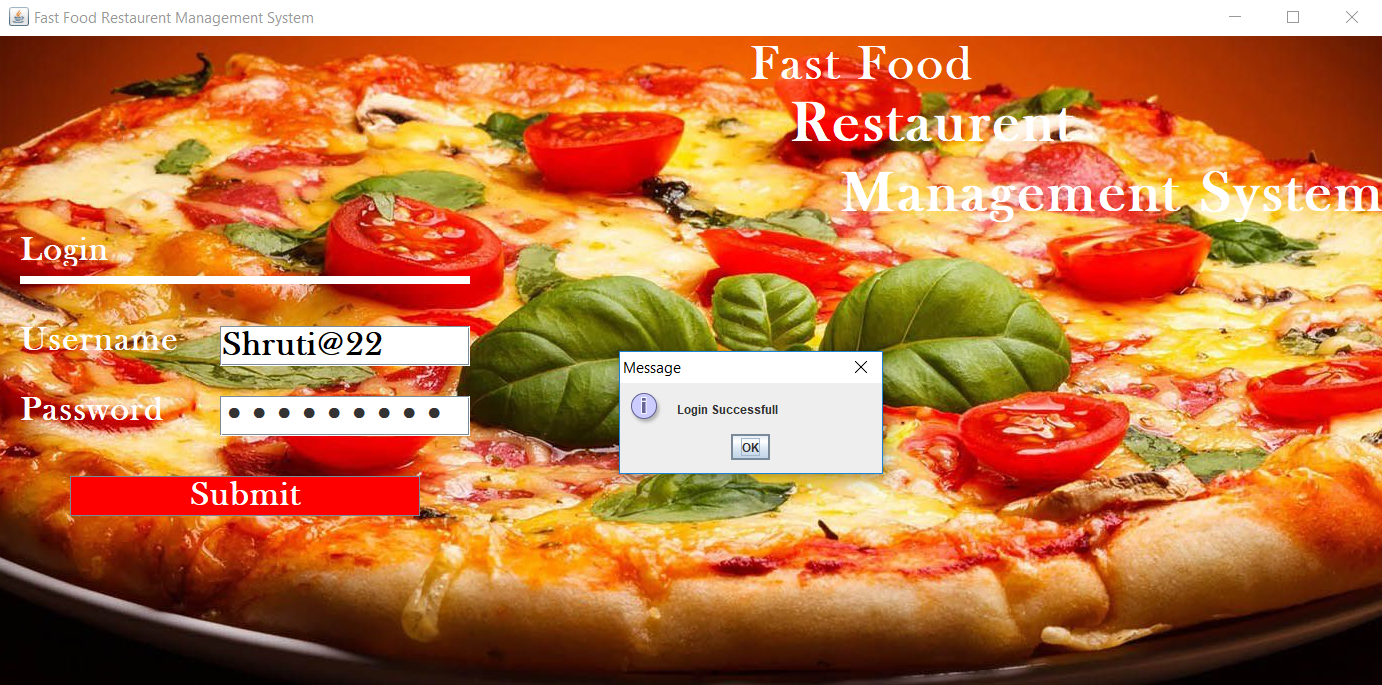 Fast Food Restaurent Management System
Fast Food
Restaurent
Management System
Login
Username
Shruti@22
Password
Submit
Message
Login Successfull
OK